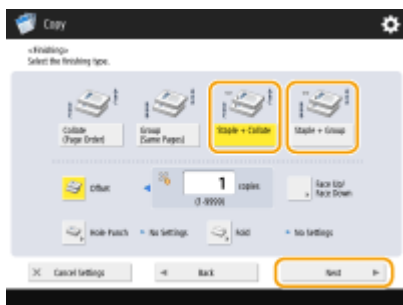 Copy
<Finishing>
Select the finishing type.
Collate (Page Order)
Group (Same Pages)
Staple + Collate
Staple + Group
Offset
1
copies
(1-9999)
Face Up/ Face Down
Hole Punch
No Settings
Fold
No Settings
Cancel Settings
Back
Next